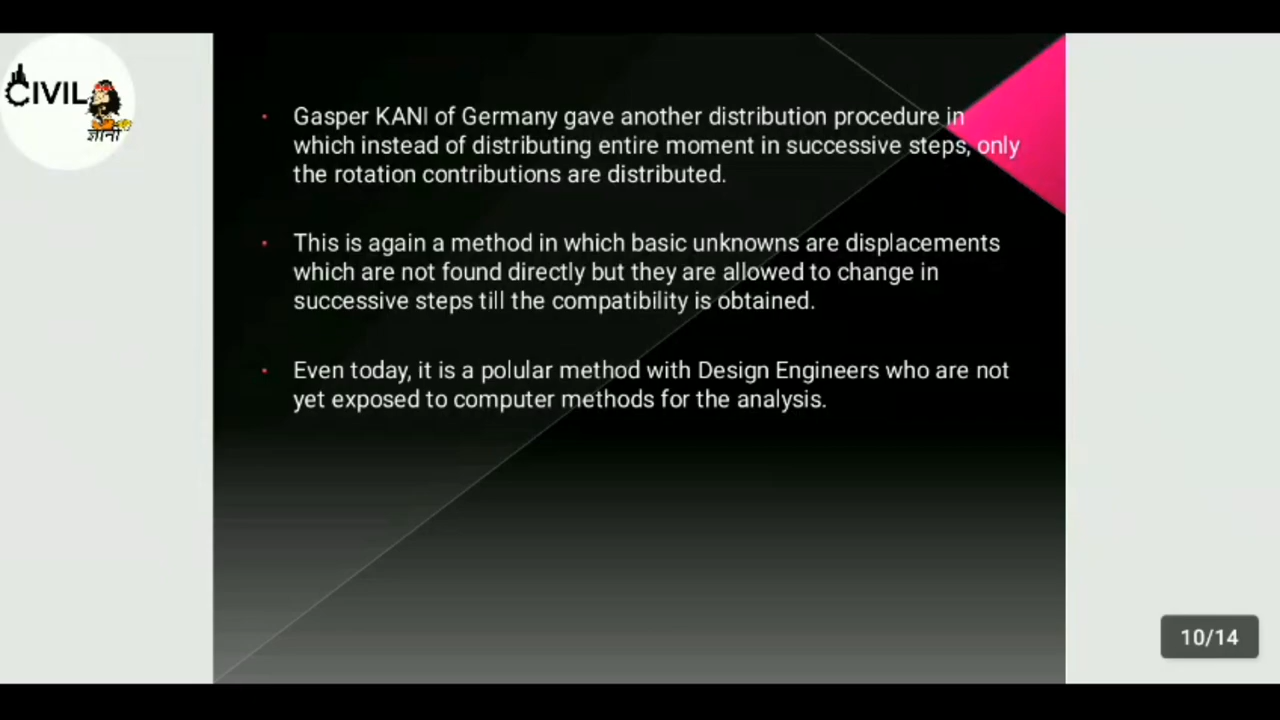 CIVIL
ज्ञानी
Gasper KANI of Germany gave another distribution procedure in
which instead of distributing entire moment in successive steps, only
the rotation contributions are distributed.
This is again a method in which basic unknowns are displacements
which are not found directly but they are allowed to change in
successive steps till the compatibility is obtained.
Even today, it is a polular method with Design Engineers who are not
yet exposed to computer methods for the analysis.
10/14